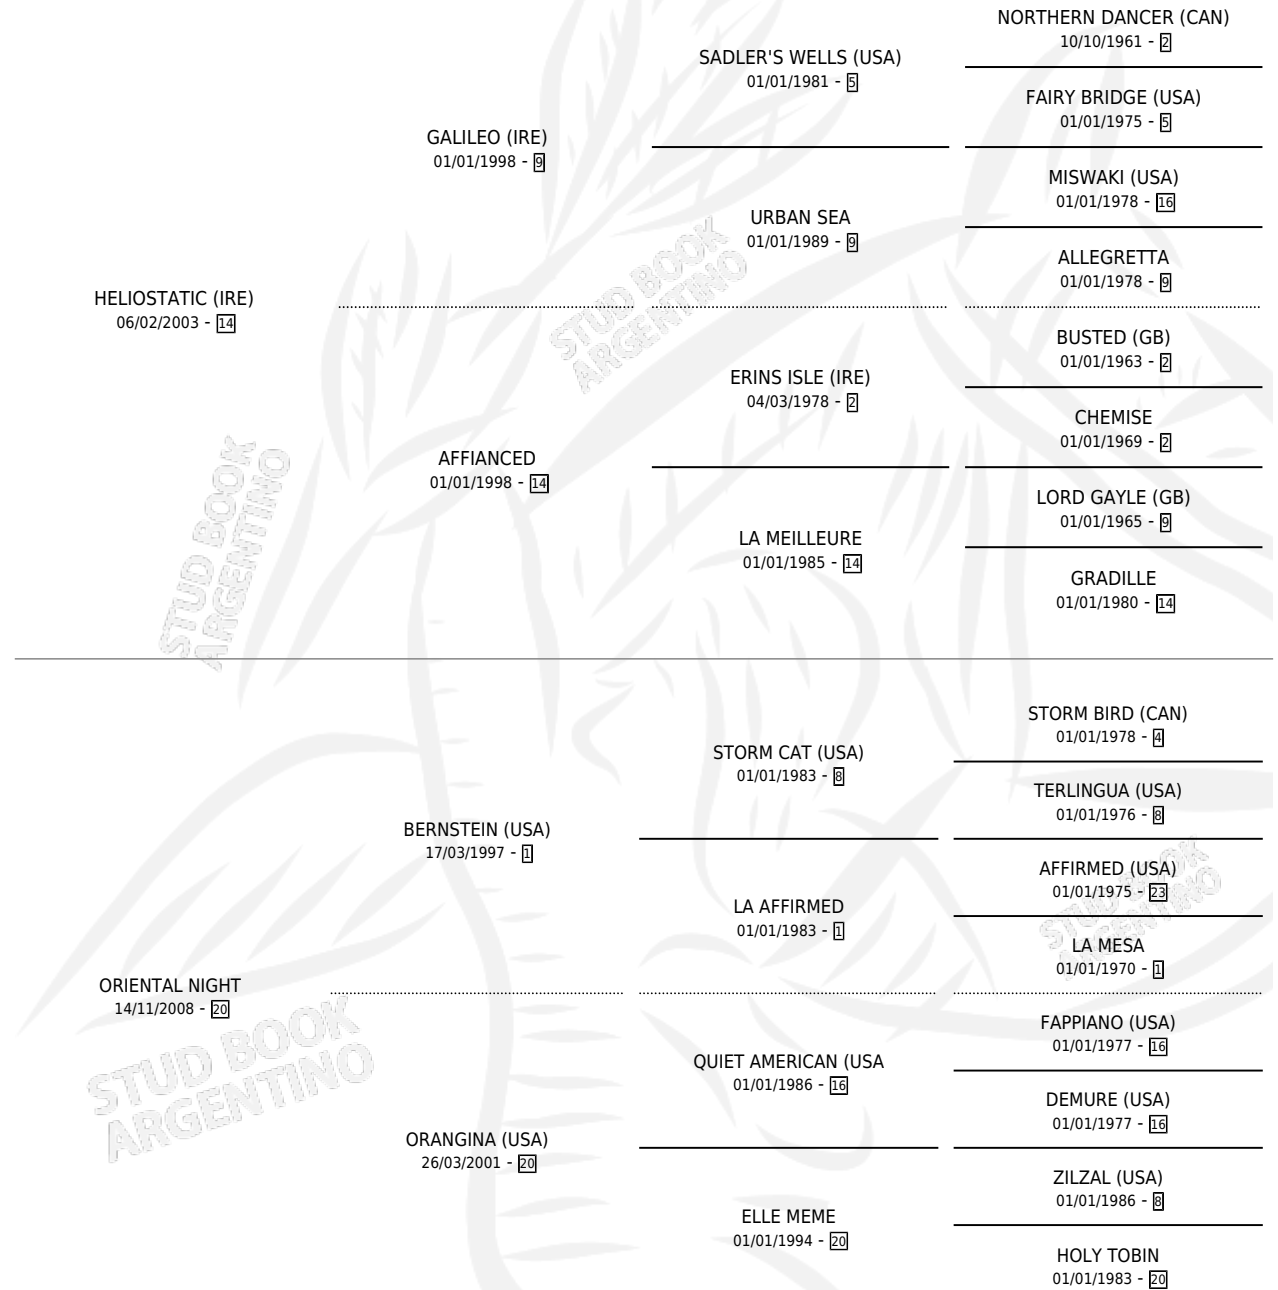 NORTHERN DANCER (CAN)
10/10/1961 - 2
SADLER'S WELLS (USA)
01/01/1981 - 5
FAIRY BRIDGE (USA)
01/01/1975 - 5
GALILEO (IRE)
01/01/1998 - 9
MISWAKI (USA)
01/01/1978 - 16
URBAN SEA
01/01/1989 - 9
ALLEGRETTA
01/01/1978 - 9
HELIOSTATIC (IRE)
06/02/2003 - 14
BUSTED (GB)
01/01/1963 - 2
ERINS ISLE (IRE)
04/03/1978 - 2
CHEMISE
01/01/1969 - 2
AFFIANCED
01/01/1998 - 14
LORD GAYLE (GB)
01/01/1965 - 9
LA MEILLEURE
01/01/1985 - 14
GRADILLE
01/01/1980 - 14
STORM BIRD (CAN)
01/01/1978 - 4
STORM CAT (USA)
01/01/1983 - 8
TERLINGUA (USA)
01/01/1976 - 8
BERNSTEIN (USA)
17/03/1997 - 1
AFFIRMED (USA)
01/01/1975 - 23
LA AFFIRMED
01/01/1983 - 1
LA MESA
01/01/1970 - 1
ORIENTAL NIGHT
14/11/2008 - 20
FAPPIANO (USA)
01/01/1977 - 16
QUIET AMERICAN (USA
01/01/1986 - 16
DEMURE (USA)
01/01/1977 - 16
ORANGINA (USA)
26/03/2001 - 20
ZILZAL (USA)
01/01/1986 - 8
ELLE MEME
01/01/1994 - 20
HOLY TOBIN
01/01/1983 - 20
STUD BOOK
ARGENTINO
STUD BOOK
ARGENTINO
STUD BOOK
ARGENTINO
STUD BOOK
ARGENTINO